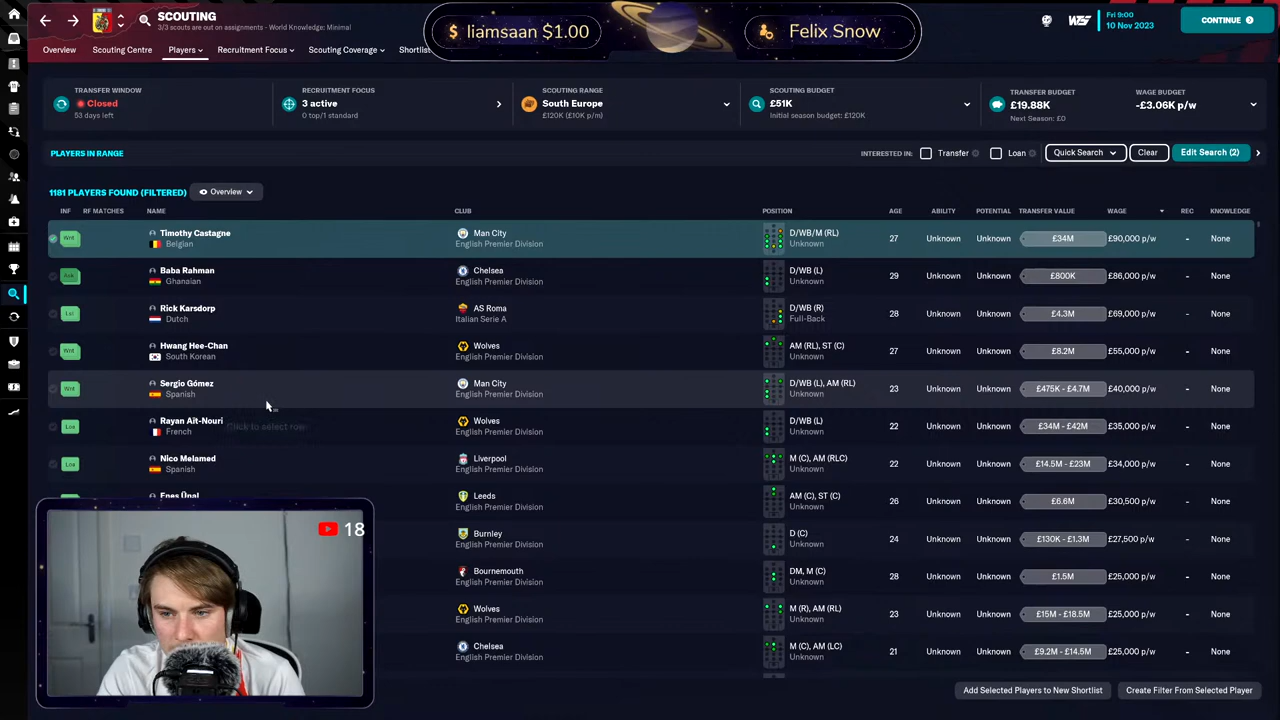 SCOUTING
3/3 scouts are out on assignments - World Knowledge: Minimal
$ liamsaan $1.00
Felix Snow
Fri 9:00
10 Nov 2023
CONTINUE
Overview
Scouting Centre
Players
Recruitment Focus
Scouting Coverage
Shortlis
TRANSFER WINDOW
Closed
53 days left
RECRUITMENT FOCUS
3 active
0 top/1 standard
SCOUTING RANGE
South Europe
£120K (£10K p/m)
SCOUTING BUDGET
£51K
Initial season budget: £120K
TRANSFER BUDGET
£19.88K
Next Season: £0
WAGE BUDGET
-£3.06K p/w
PLAYERS IN RANGE
INTERESTED IN:
Transfer
Loan
Quick Search
Clear
Edit Search (2)
1181 PLAYERS FOUND (FILTERED)
Overview
INF RF MATCHES NAME CLUB POSITION AGE ABILITY POTENTIAL TRANSFER VALUE WAGE REC KNOWLEDGE
Wnt Timothy Castagne Man City D/WB/M (RL) 27 Unknown Unknown £34M £90,000 p/w - None
Belgian English Premier Division Unknown
Ask Baba Rahman Chelsea D/WB (L) 29 Unknown Unknown £800K £86,000 p/w - None
Ghanaian English Premier Division Unknown
Lst Rick Karsdorp AS Roma D/WB (R) 28 Unknown Unknown £4.3M £69,000 p/w - None
Dutch Italian Serie A Full-Back
Wnt Hwang Hee-Chan Wolves AM (RL), ST (C) 27 Unknown Unknown £8.2M £55,000 p/w - None
South Korean English Premier Division Unknown
Wnt Sergio Gómez Man City D/WB (L), AM (RL) 23 Unknown Unknown £475K - £4.7M £40,000 p/w - None
Spanish English Premier Division Unknown
Loa Rayan Aït-Nouri Wolves D/WB (L) 22 Unknown Unknown £34M - £42M £35,000 p/w - None
French Click to select row English Premier Division Unknown
Los Nico Melamed Liverpool M (C), AM (RLC) 22 Unknown Unknown £14.5M - £23M £34,000 p/w - None
Spanish English Premier Division Unknown
Enes Ünal Leeds AM (C), ST (C) 26 Unknown Unknown £6.6M £30,500 p/w - None
English Premier Division Unknown
Burnley D (C) 24 Unknown Unknown £130K - £1.3M £27,500 p/w - None
English Premier Division Unknown
Bournemouth DM, M (C) 28 Unknown Unknown £1.5M £25,000 p/w - None
English Premier Division Unknown
Wolves M (R), AM (RL) 23 Unknown Unknown £15M - £18.5M £25,000 p/w - None
English Premier Division Unknown
Chelsea M (C), AM (LC) 21 Unknown Unknown £9.2M - £14.5M £25,000 p/w - None
English Premier Division Unknown
18
Add Selected Players to New Shortlist
Create Filter From Selected Player